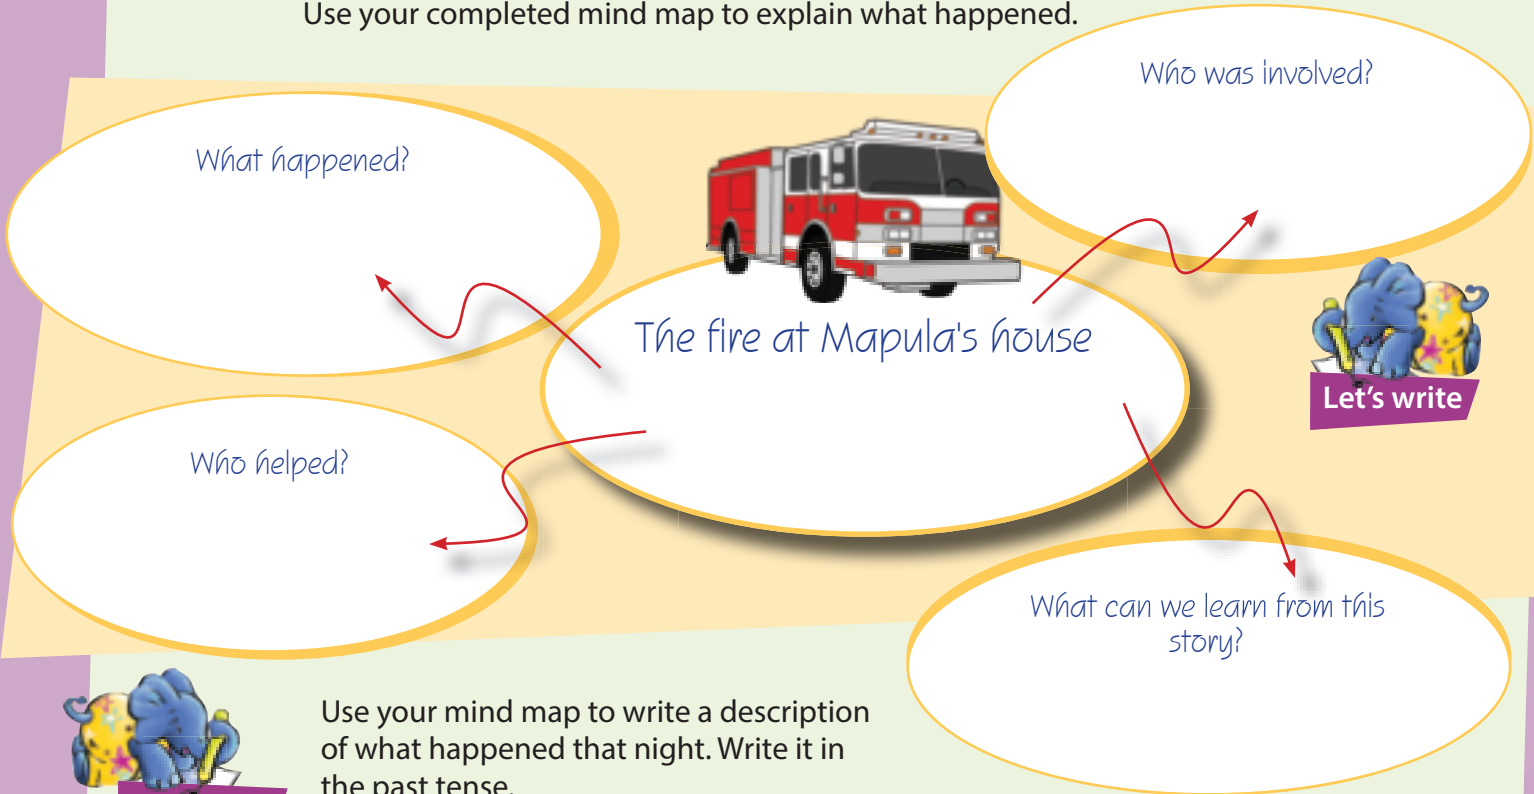 Use your completed mind map to explain what happened.
Who was involved?
What happened?
The fire at Mapula's house
Let's write
Who helped?
What can we learn from this
story?
Use your mind map to write a description
of what happened that night. Write it in
the past tense.